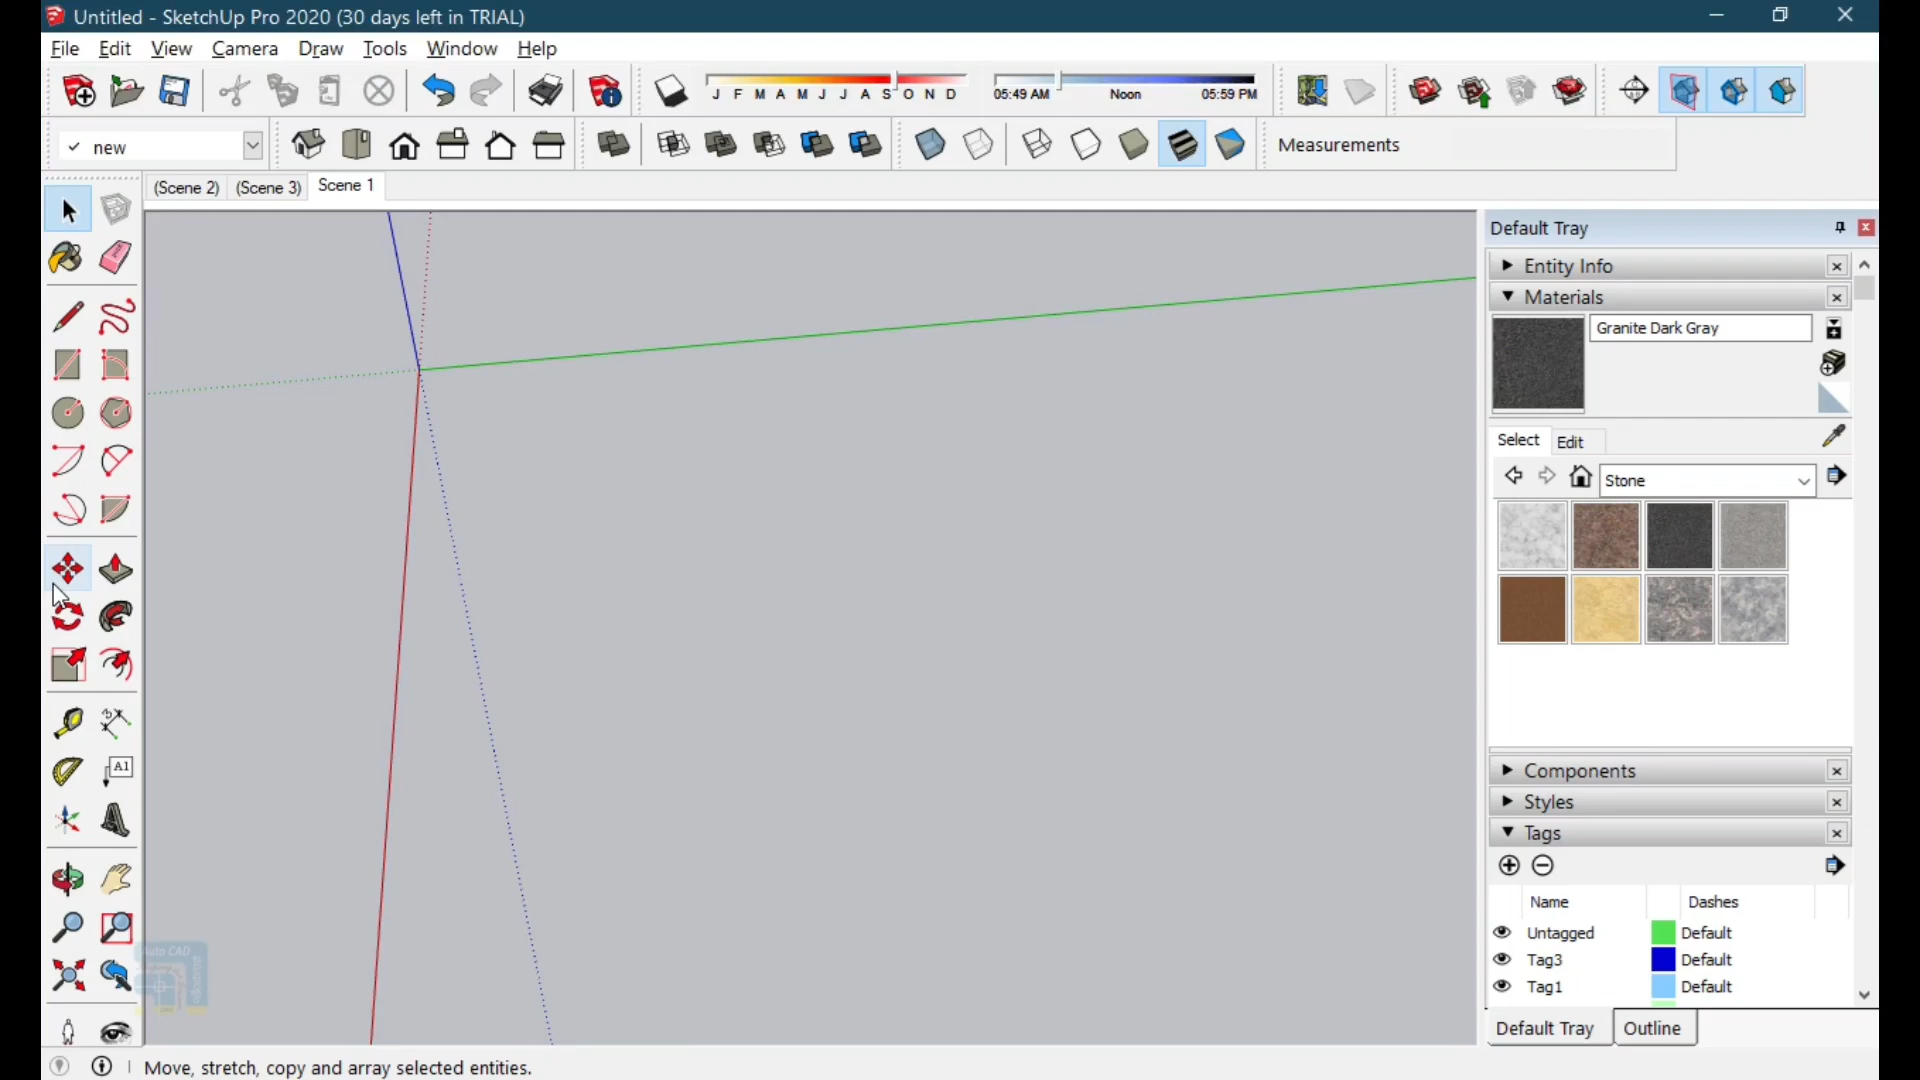 Untitled - SketchUp Pro 2020 (30 days left in TRIAL)
File Edit View Camera Draw Tools Window Help
J F M A M J J A S O N D
05:49 AM Noon 05:59 PM
new
Measurements
(Scene 2) (Scene 3) Scene 1
Default Tray
Entity Info
Materials
Granite Dark Gray
Select Edit
Stone
A1
Components
Styles
Tags
Name Dashes
Untagged Default
Tag3 Default
Tag1 Default
Auto CAD
Default Tray Outline
Move, stretch, copy and array selected entities.